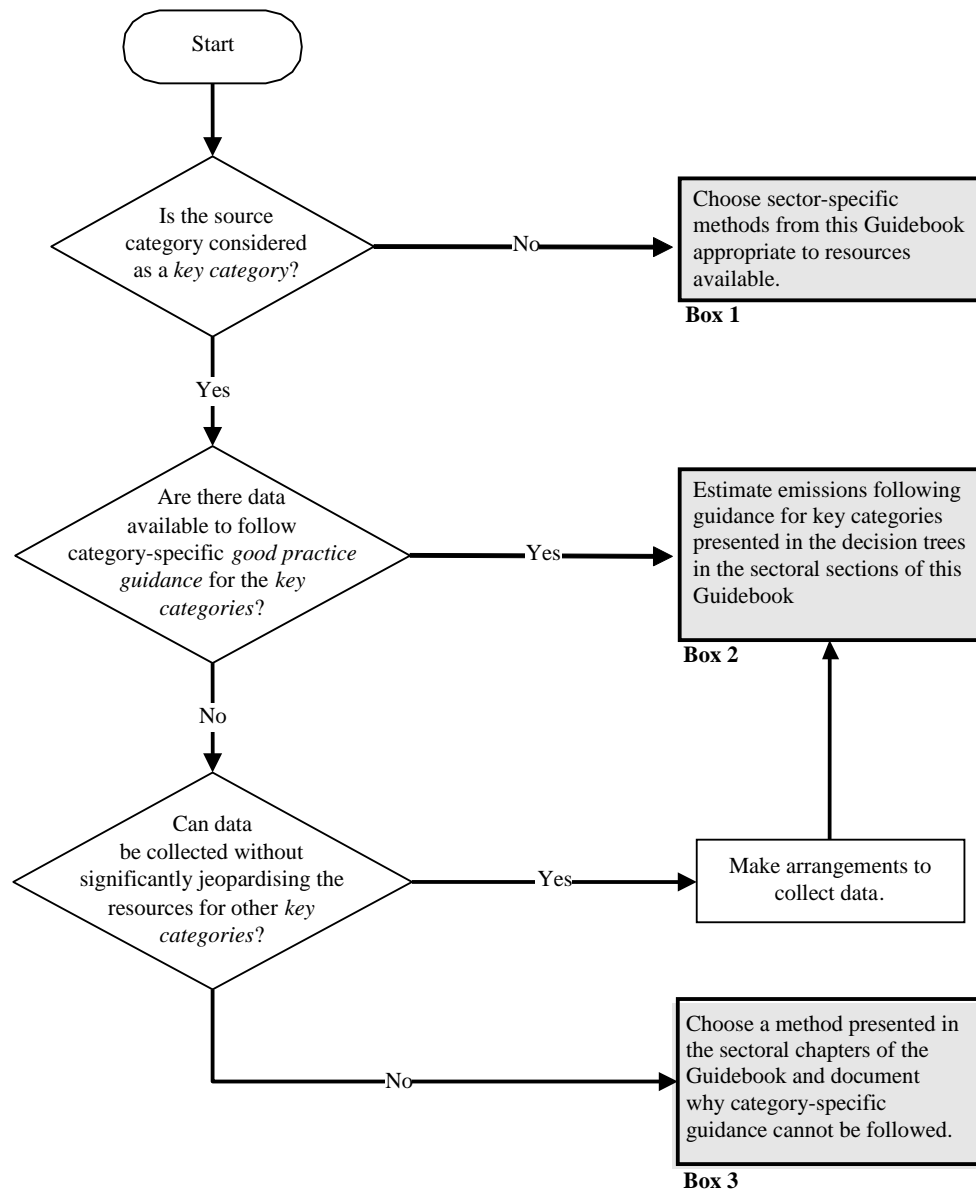 Start
Is the source
category considered
as a key category?
No
Choose sector-specific
methods from this Guidebook
appropriate to resources
available.
Box 1
Yes
Are there data
available to follow
category-specific good practice
guidance for the key
categories?
Yes
Estimate emissions following
guidance for key categories
presented in the decision trees
in the sectoral sections of this
Guidebook
Box 2
No
Can data
be collected without
significantly jeopardising the
resources for other key
categories?
Yes
Make arrangements to
collect data.
No
Choose a method presented in
the sectoral chapters of the
Guidebook and document
why category-specific
guidance cannot be followed.
Box 3